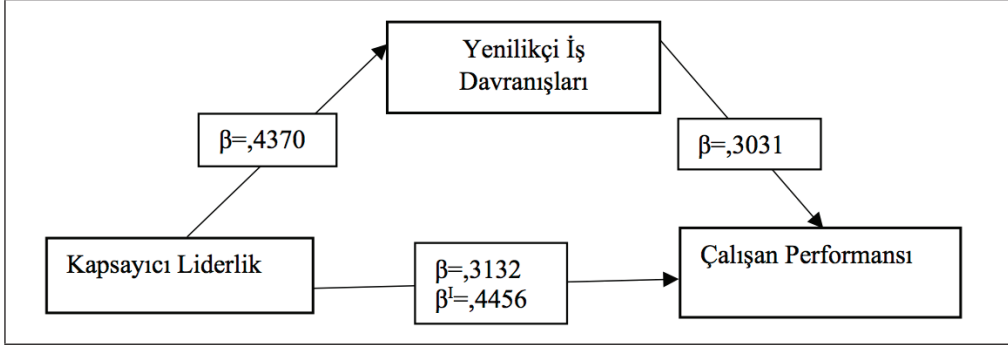 Yenilikçi İş
Davranışları
β=,4370
β=,3031
Kapsayıcı Liderlik
β=,3132
βᴵ=,4456
Çalışan Performansı